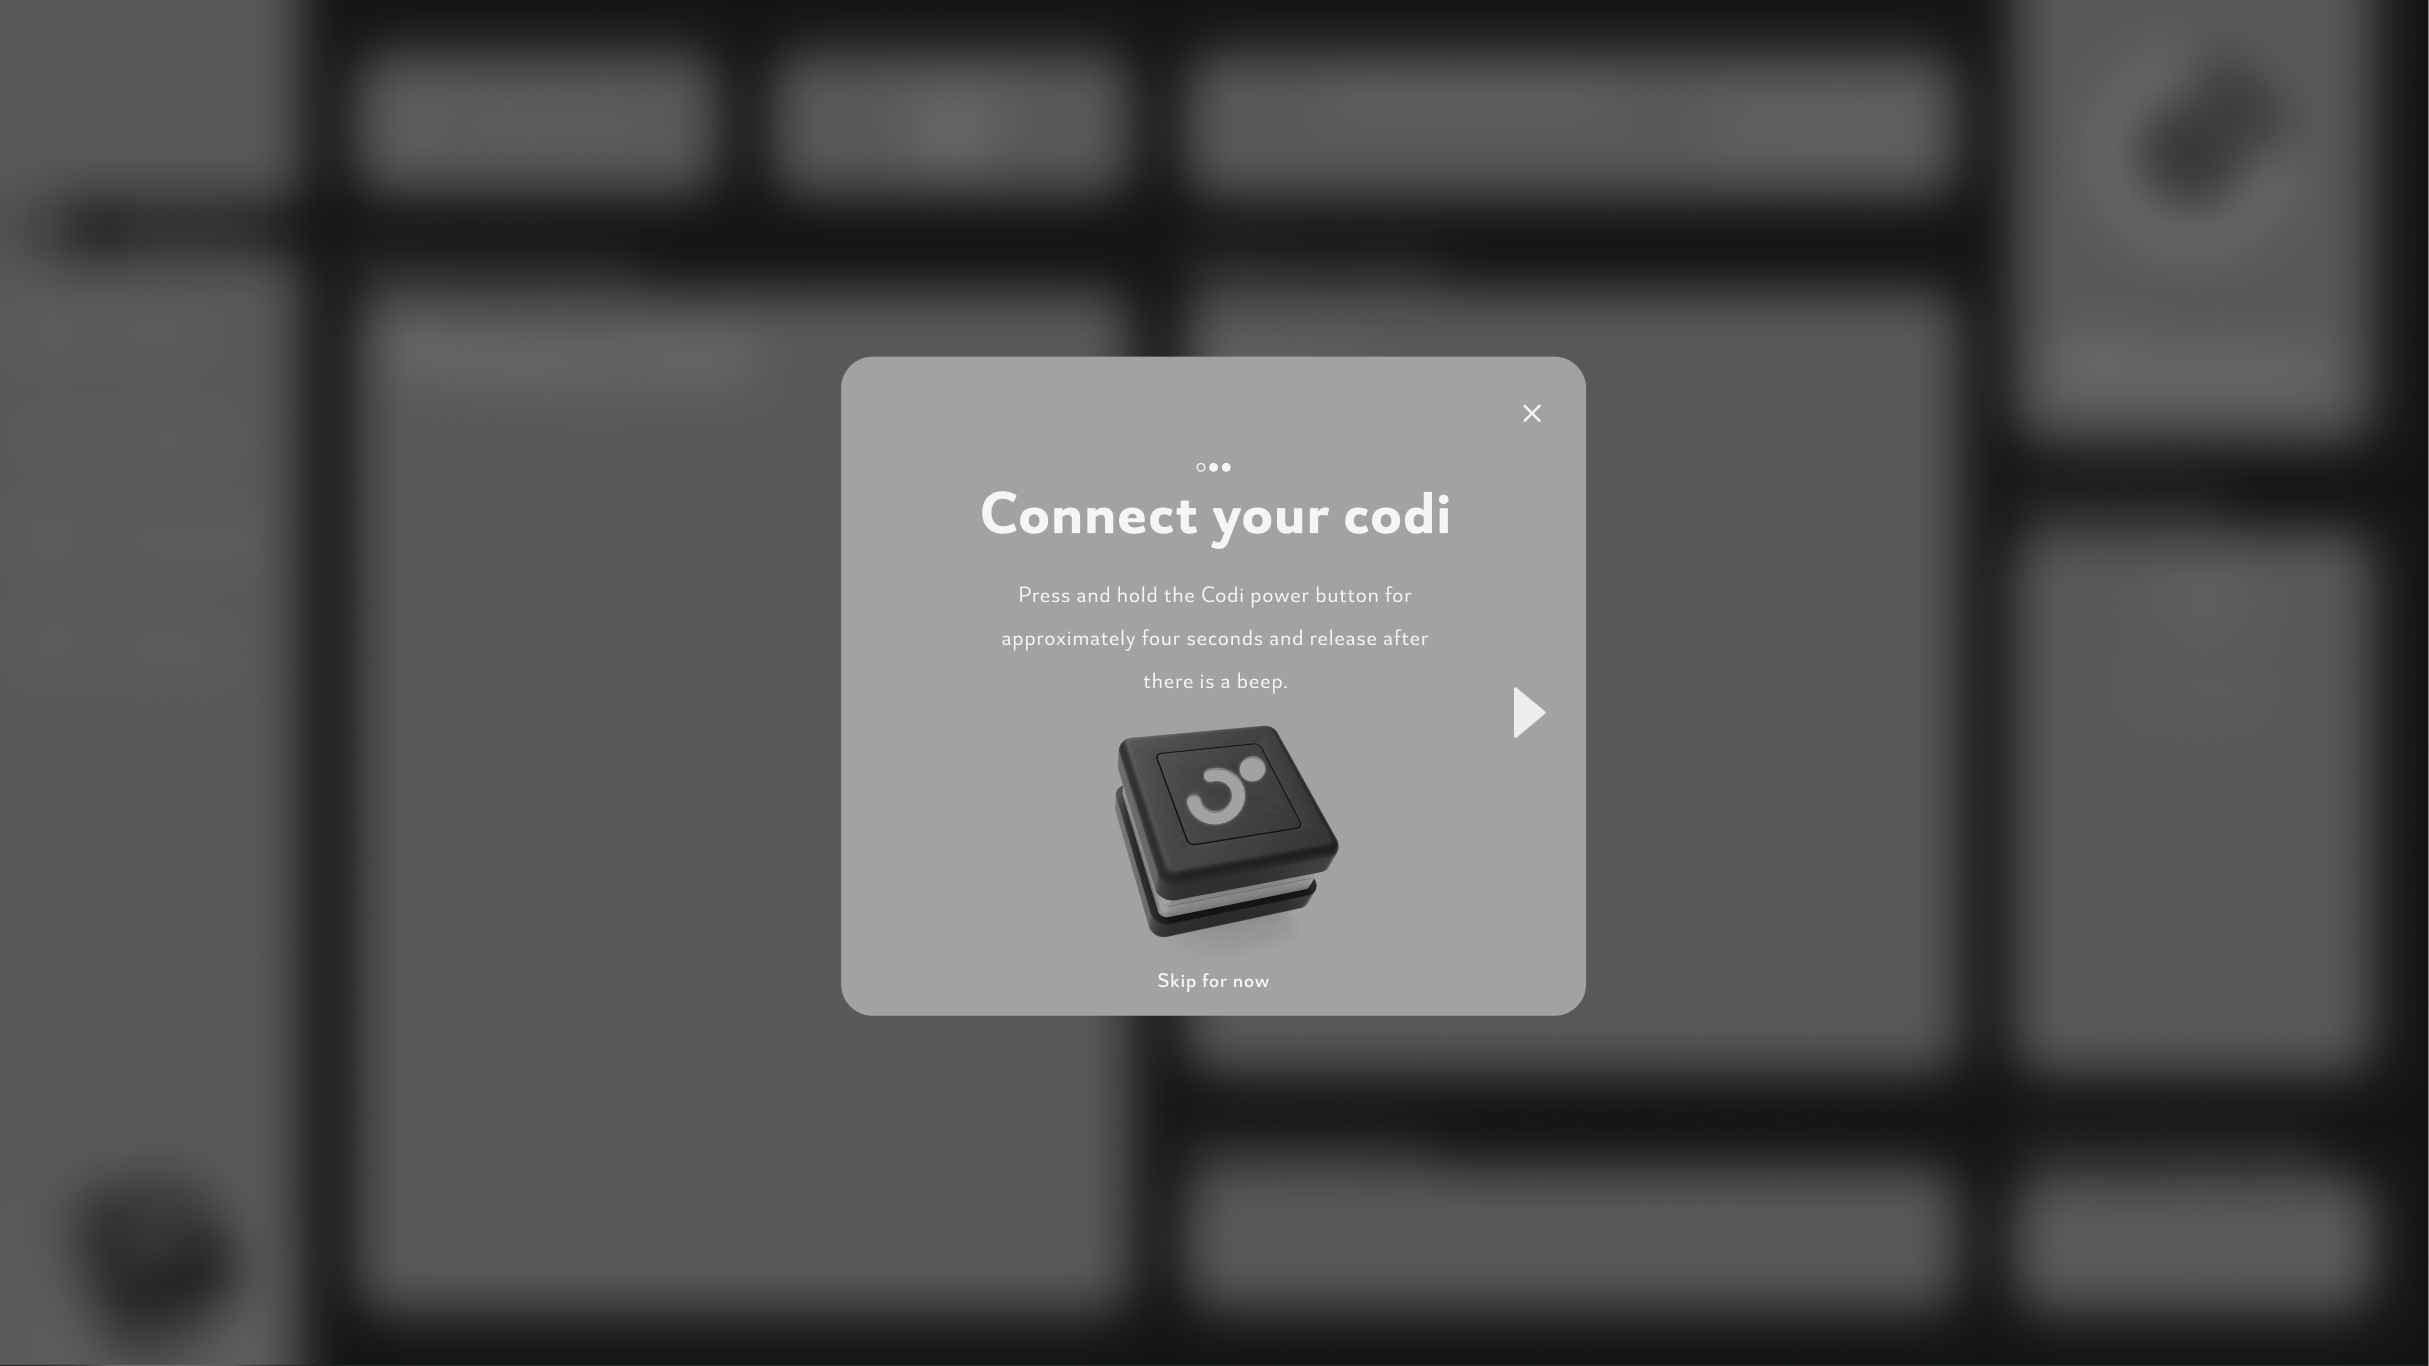 Connect your codi
Press and hold the Codi power button for
approximately four seconds and release after
there is a beep.
Skip for now